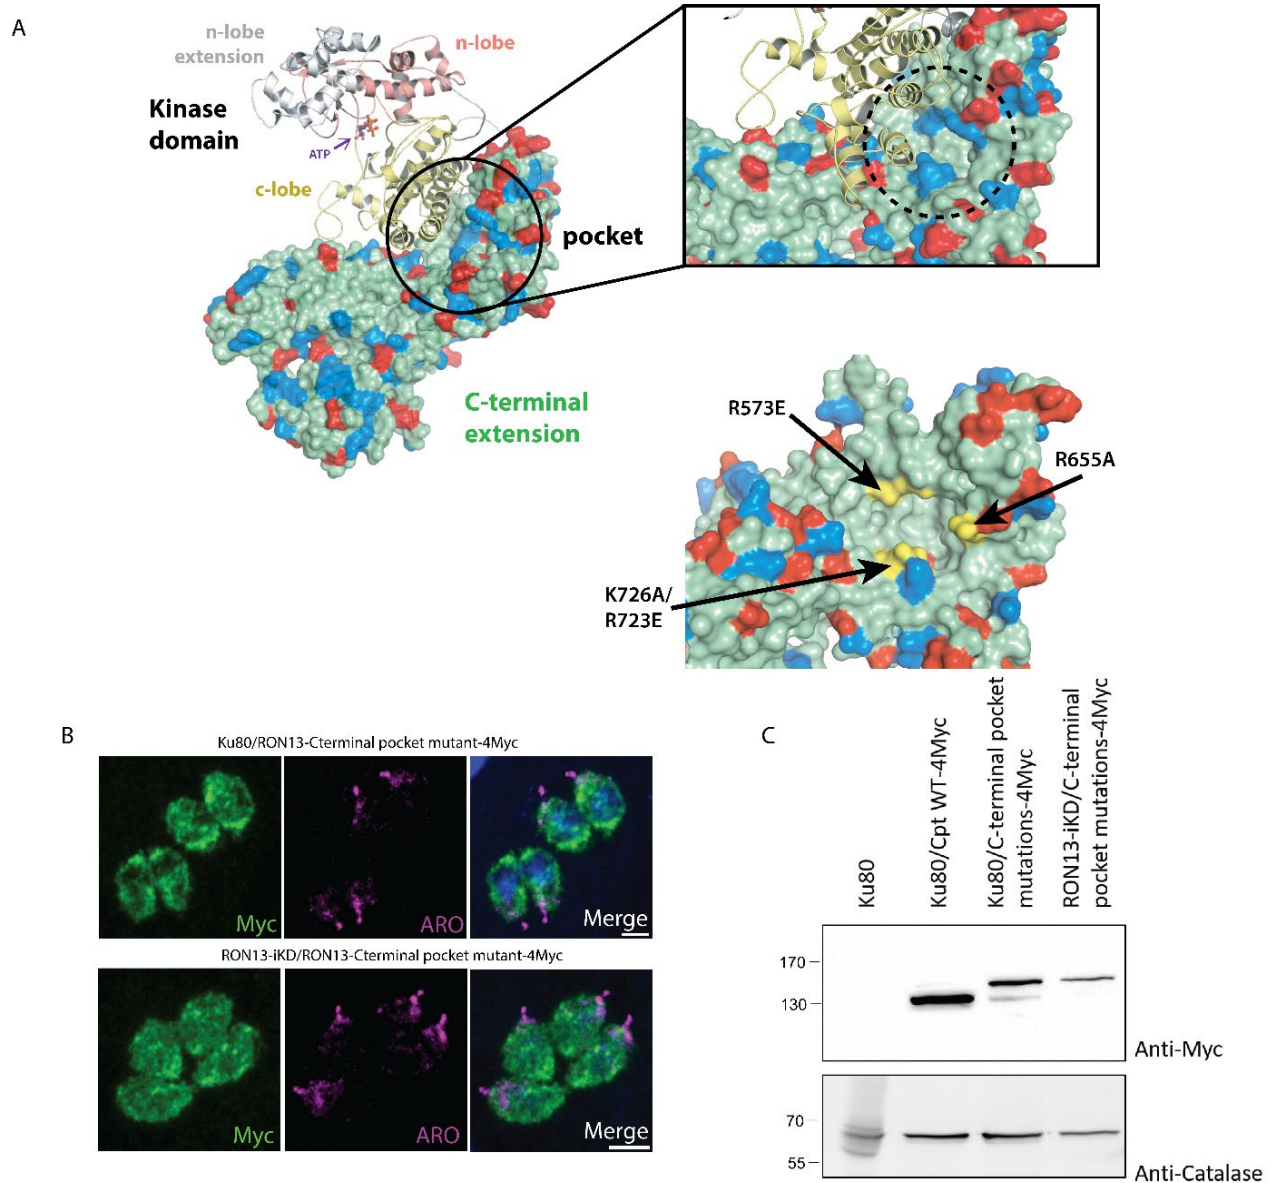 A
n-lobe
extension
n-lobe
Kinase
domain
ATP
c-lobe
pocket
C-terminal
extension
R573E
R655A
K726A/
R723E
B
Ku80/RON13-Cterminal pocket mutant-4Myc
Myc
ARO
Merge
RON13-iKD/RON13-Cterminal pocket mutant-4Myc
Myc
ARO
Merge
C
Ku80
Ku80/Cpt WT-4Myc
Ku80/C-terminal pocket
mutations-4Myc
RON13-iKD/C-terminal
pocket mutations-4Myc
170
130
Anti-Myc
70
55
Anti-Catalase